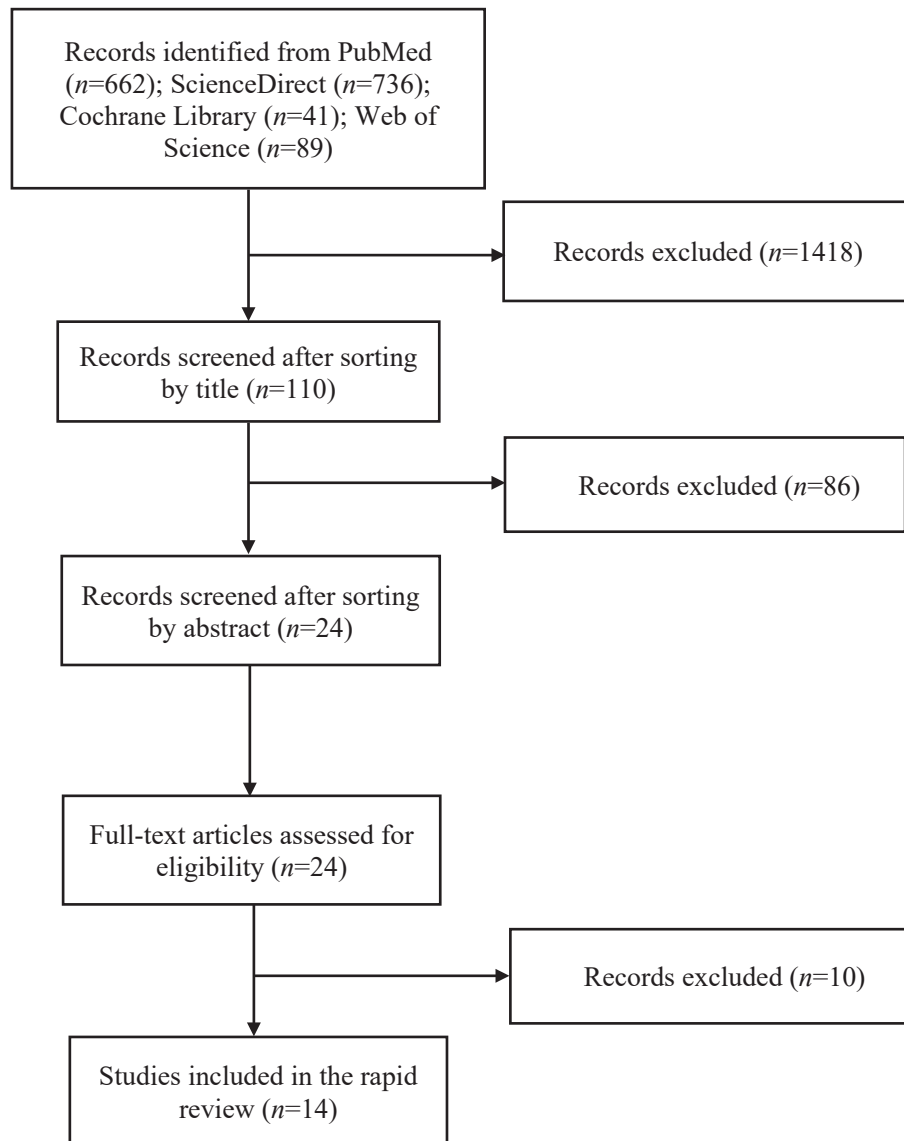 Records identified from PubMed
(n=662); ScienceDirect (n=736);
Cochrane Library (n=41); Web of
Science (n=89)
Records excluded (n=1418)
Records screened after sorting
by title (n=110)
Records excluded (n=86)
Records screened after sorting
by abstract (n=24)
Full-text articles assessed for
eligibility (n=24)
Records excluded (n=10)
Studies included in the rapid
review (n=14)